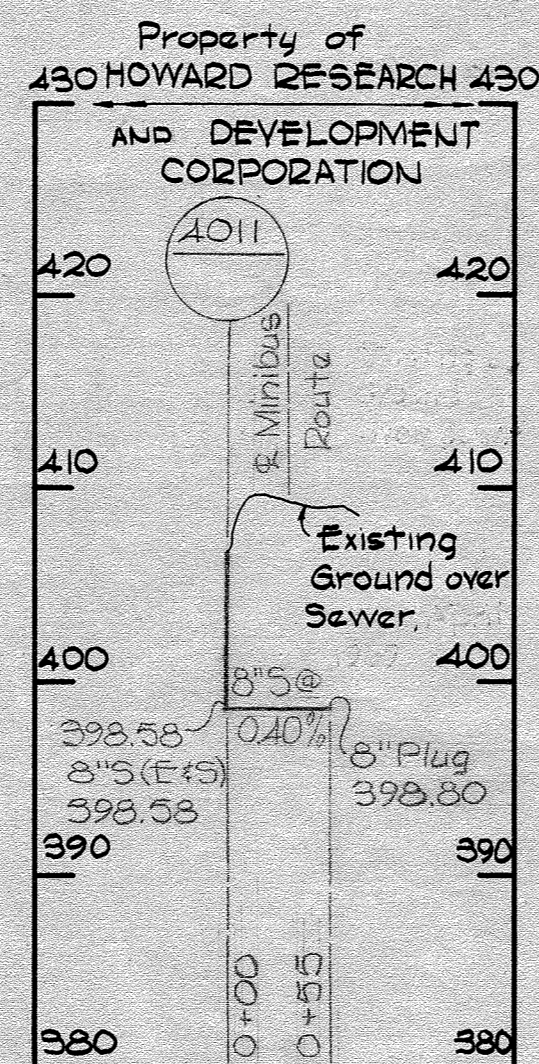 Property of
430 HOWARD RESEARCH 430
AND DEVELOPMENT
CORPORATION
4011
420 420
℄ Minibus
Route
410 410
Existing
Ground over
Sewer,
400 400
8"S@
0.40%
398.58
8"S(E&S)
398.58
8"Plug
398.80
390 390
0+00
0+55
380 380